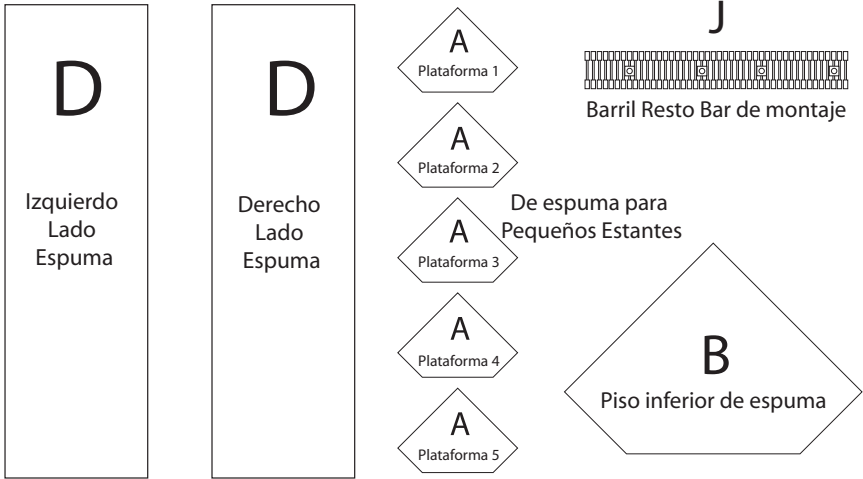 D
Izquierdo
Lado
Espuma
D
Derecho
Lado
Espuma
A
Plataforma 1
A
Plataforma 2
A
Plataforma 3
A
Plataforma 4
A
Plataforma 5
De espuma para
Pequeños Estantes
J
Barril Resto Bar de montaje
B
Piso inferior de espuma